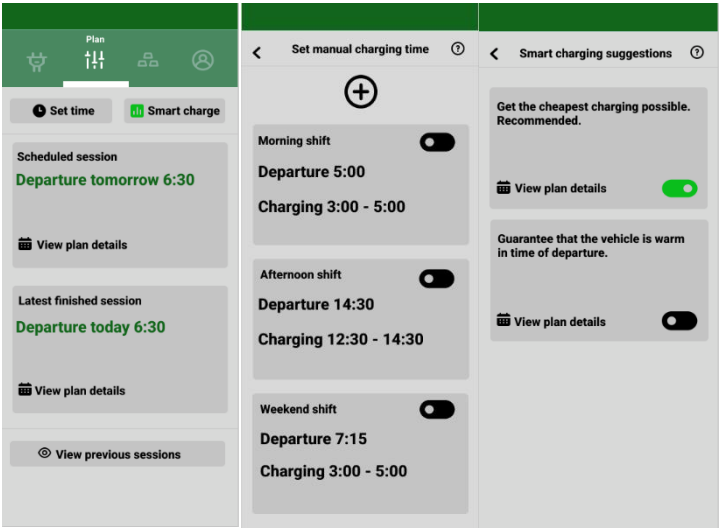 Plan
Set time
Smart charge
Scheduled session
Departure tomorrow 6:30
View plan details
Latest finished session
Departure today 6:30
View plan details
View previous sessions
Set manual charging time
Morning shift
Departure 5:00
Charging 3:00 - 5:00
Afternoon shift
Departure 14:30
Charging 12:30 - 14:30
Weekend shift
Departure 7:15
Charging 3:00 - 5:00
Smart charging suggestions
Get the cheapest charging possible.
Recommended.
View plan details
Guarantee that the vehicle is warm
in time of departure.
View plan details